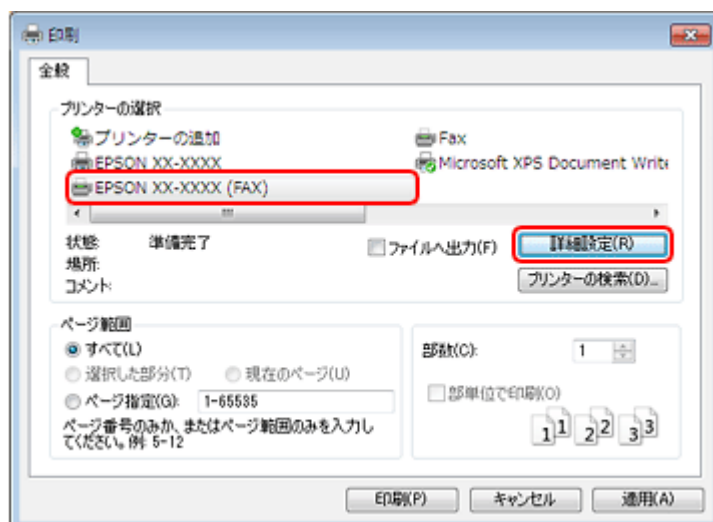 印刷
全般
プリンターの選択
プリンターの追加
Fax
EPSON XX-XXXX
Microsoft XPS Document Write
EPSON XX-XXXX (FAX)
状態: 準備完了
ファイルへ出力(F)
詳細設定(R)
場所:
コメント:
プリンターの検索(D)...
ページ範囲
すべて(L)
選択した部分(T) 現在のページ(U)
ページ指定(G): 1-65535
ページ番号のみか、またはページ範囲のみを入力し
てください。例: 5-12
部数(C): 1
部単位で印刷(O)
11 22 33
印刷(P) キャンセル 適用(A)